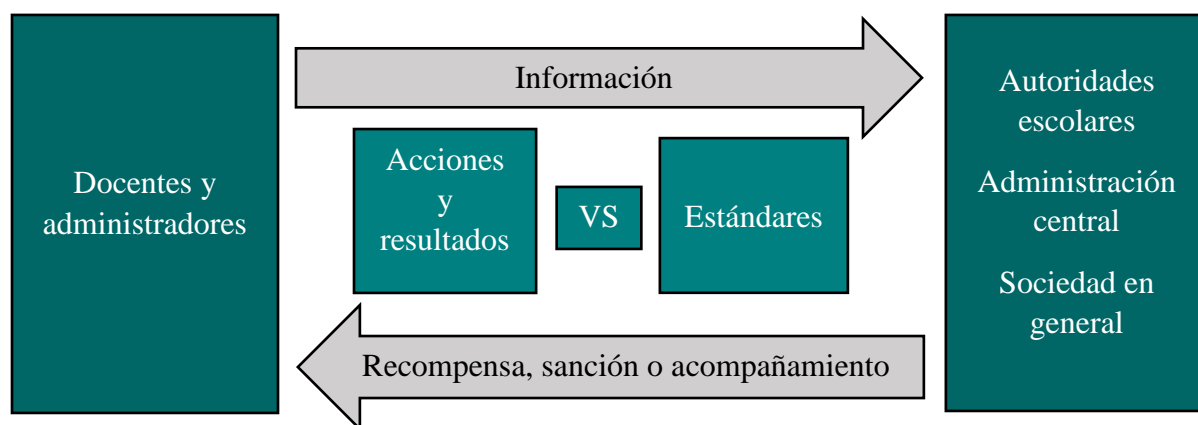 Docentes y
administradores
Información
Acciones
y
resultados
VS
Estándares
Recompensa, sanción o acompañamiento
Autoridades
escolares
Administración
central
Sociedad en
general